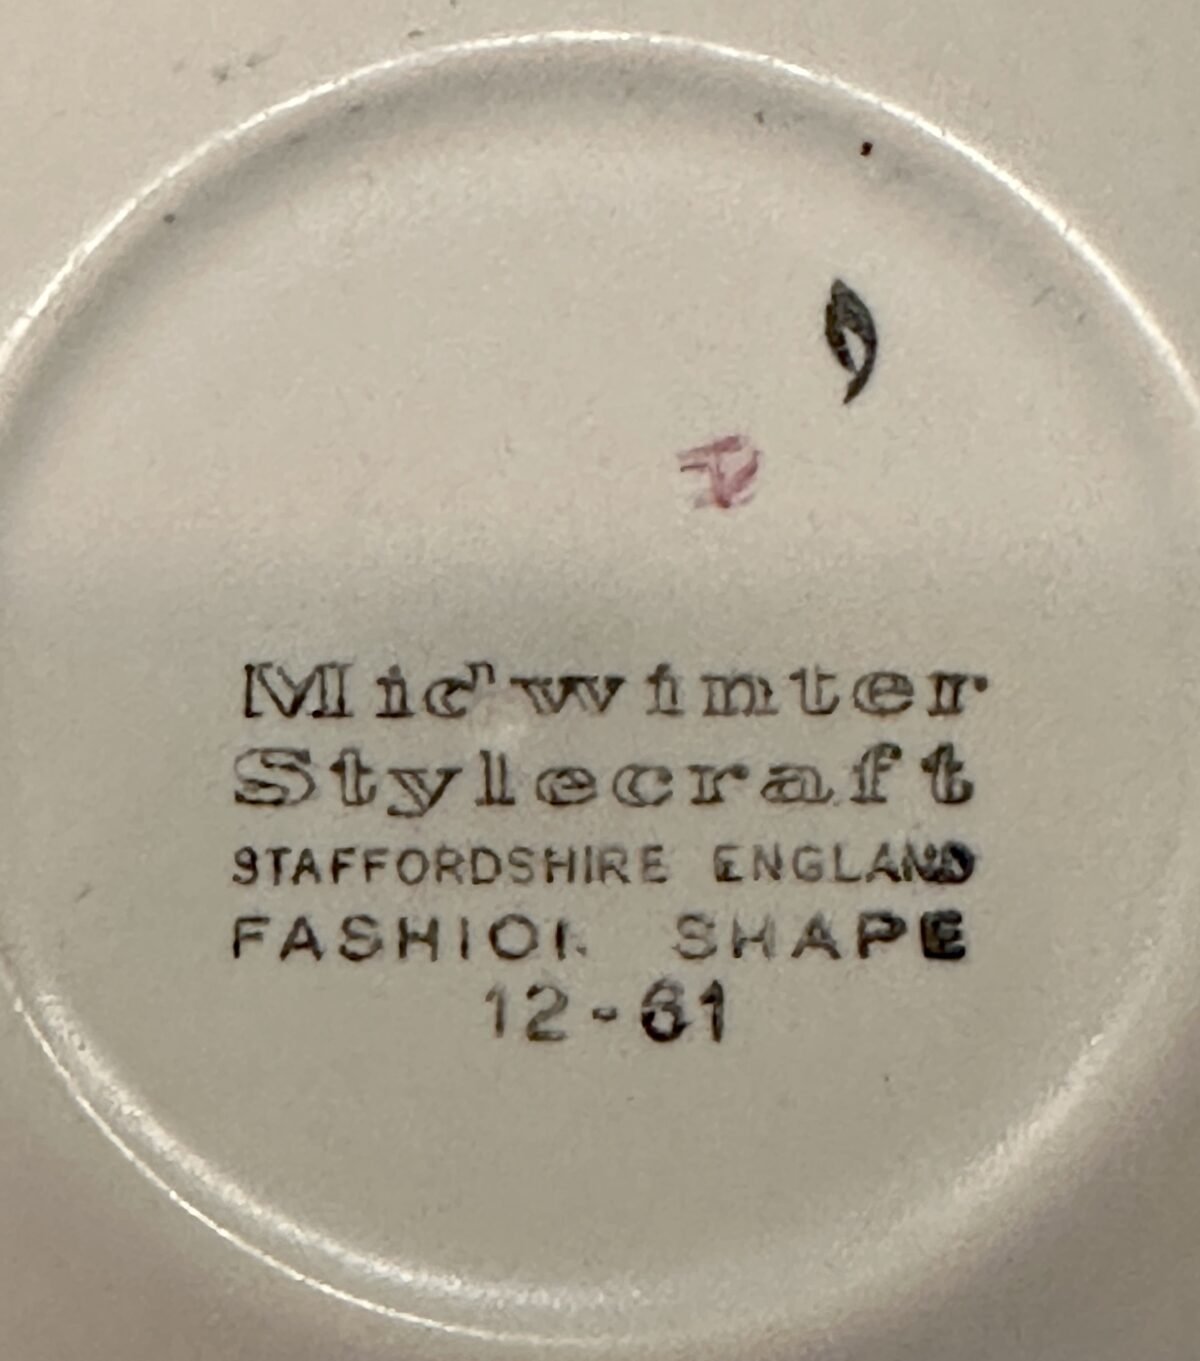 Midwinter
Stylecraft
STAFFORDSHIRE ENGLAND
FASHION SHAPE
12-61